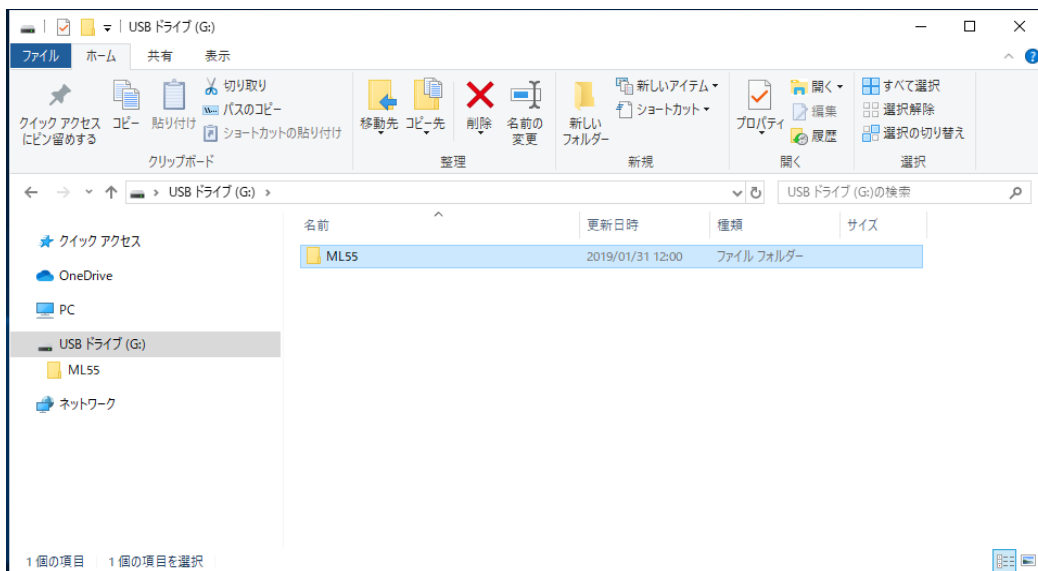 USB ドライブ (G:)
ファイル ホーム 共有 表示
クイック アクセス
にピン留めする
コピー
貼り付け
切り取り
パスのコピー
ショートカットの貼り付け
クリップボード
移動先
コピー先
削除
名前の
変更
整理
新しい
フォルダー
新しいアイテム
ショートカット
新規
プロパティ
開く
編集
履歴
開く
すべて選択
選択解除
選択の切り替え
選択
USB ドライブ (G:)
USB ドライブ (G:)の検索
名前 更新日時 種類 サイズ
ML55 2019/01/31 12:00 ファイル フォルダー
クイック アクセス
OneDrive
PC
USB ドライブ (G:)
ML55
ネットワーク
1 個の項目 1 個の項目を選択